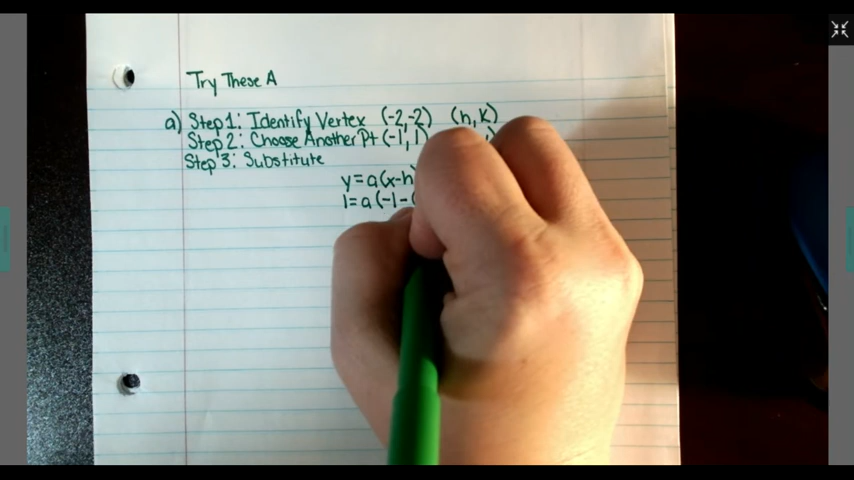 Try These A
a) Step 1: Identify Vertex (-2,-2) (h,k)
Step 2: Choose Another Pt (-1,1)
Step 3: Substitute
y=a(x-h
1=a(-1-(